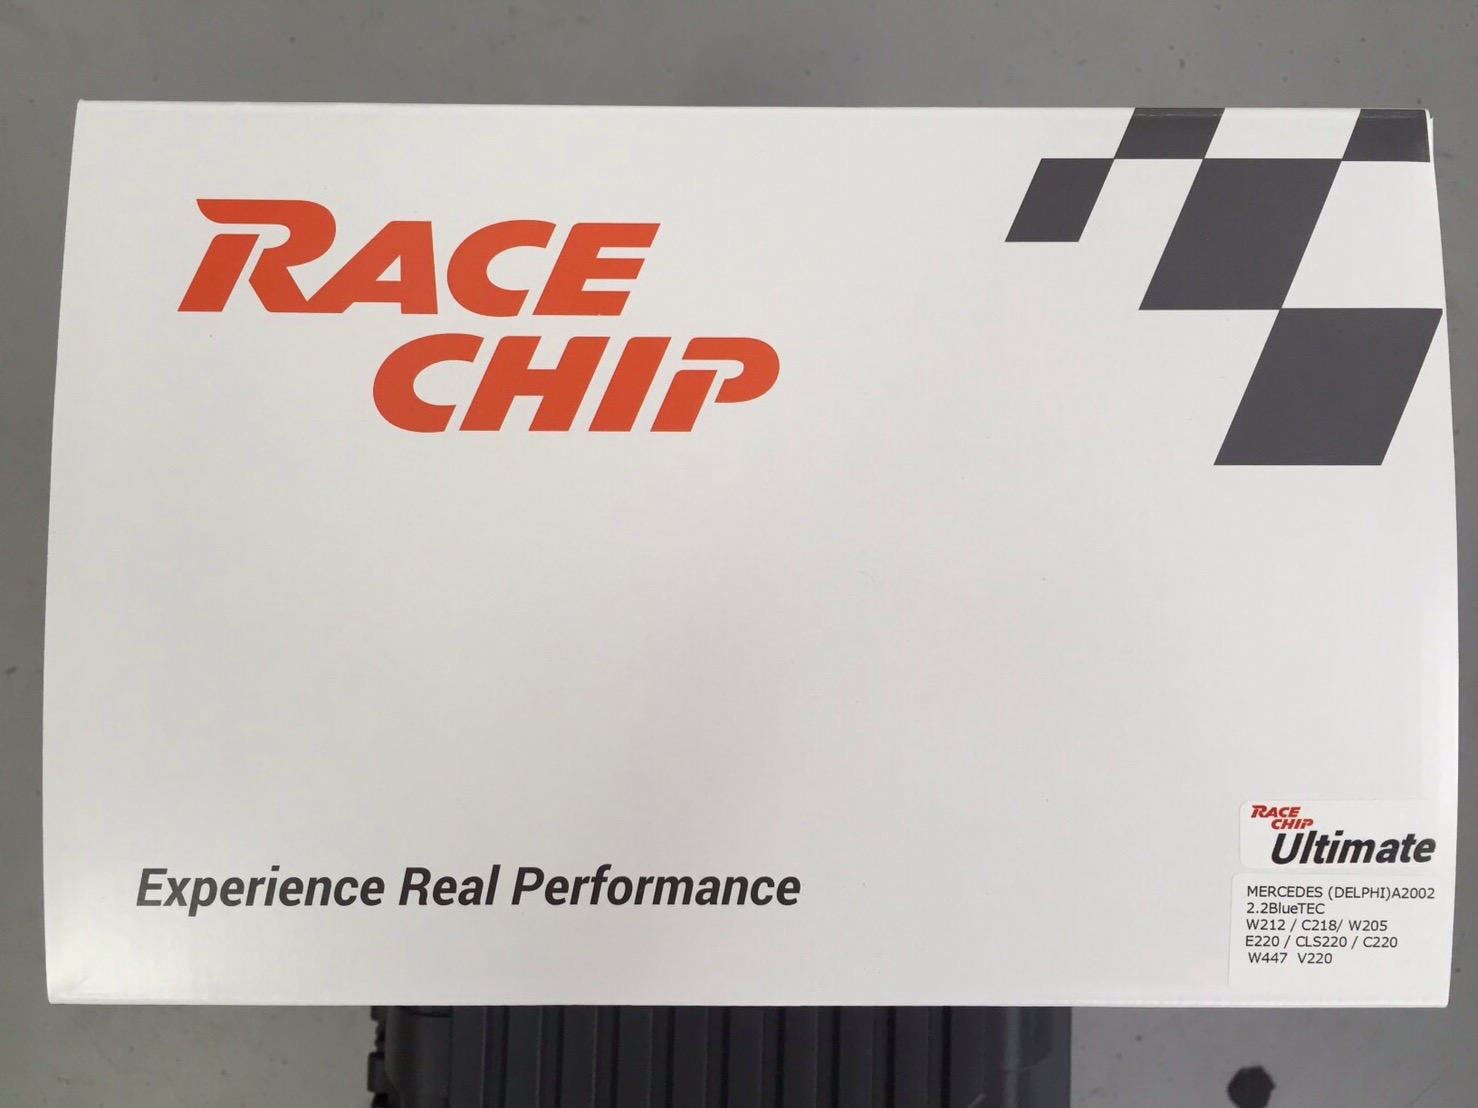 RACE
CHIP
Experience Real Performance
RACE
CHIP
Ultimate
MERCEDES (DELPHI)A2002
2.2BlueTEC
W212 / C218/ W205
E220 / CLS220 / C220
W447 V220